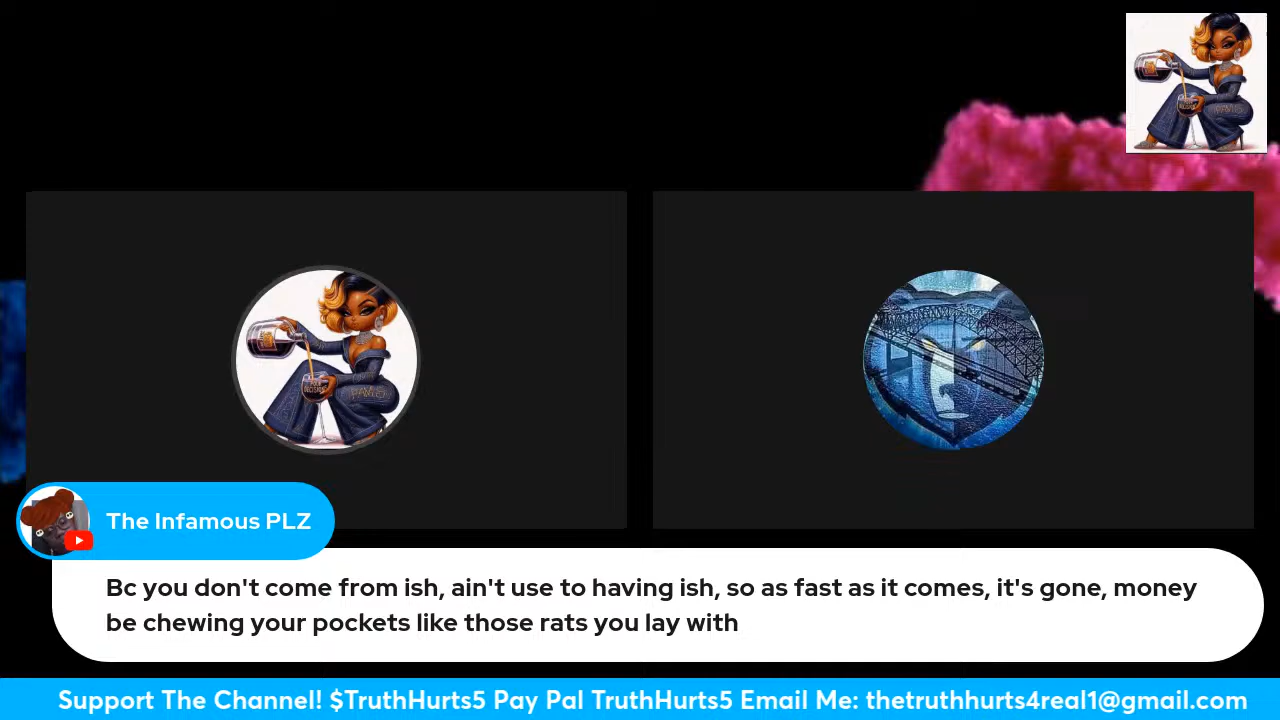 The Infamous PLZ
Bc you don't come from ish, ain't use to having ish, so as fast as it comes, it's gone, money
be chewing your pockets like those rats you lay with
Support The Channel! $TruthHurts5 Pay Pal TruthHurts5 Email Me: thetruthhurts4real1@gmail.com